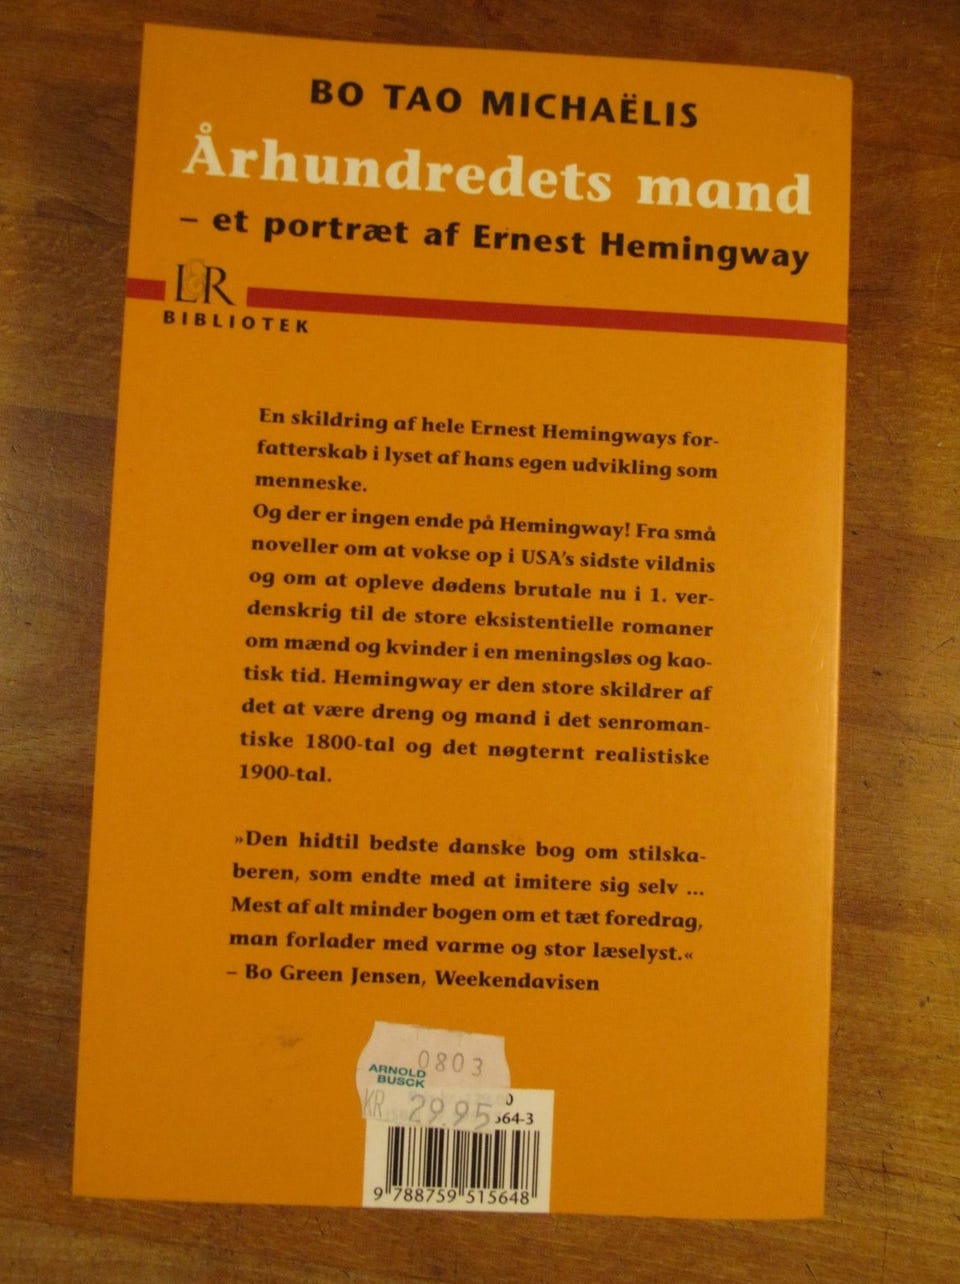 BO TAO MICHAËLIS
Århundredets mand
– et portræt af Ernest Hemingway
L&R
BIBLIOTEK
En skildring af hele Ernest Hemingways for-
fatterskab i lyset af hans egen udvikling som
menneske.
Og der er ingen ende på Hemingway! Fra små
noveller om at vokse op i USA's sidste vildnis
og om at opleve dødens brutale nu i 1. ver-
denskrig til de store eksistentielle romaner
om mænd og kvinder i en meningsløs og kao-
tisk tid. Hemingway er den store skildrer af
det at være dreng og mand i det senroman-
tiske 1800-tal og det nøgternt realistiske
1900-tal.
»Den hidtil bedste danske bog om stilska-
beren, som endte med at imitere sig selv ...
Mest af alt minder bogen om et tæt foredrag,
man forlader med varme og stor læselyst.«
– Bo Green Jensen, Weekendavisen
0803
ARNOLD
BUSCK
KR 29.95
64-3
9 788759 515648